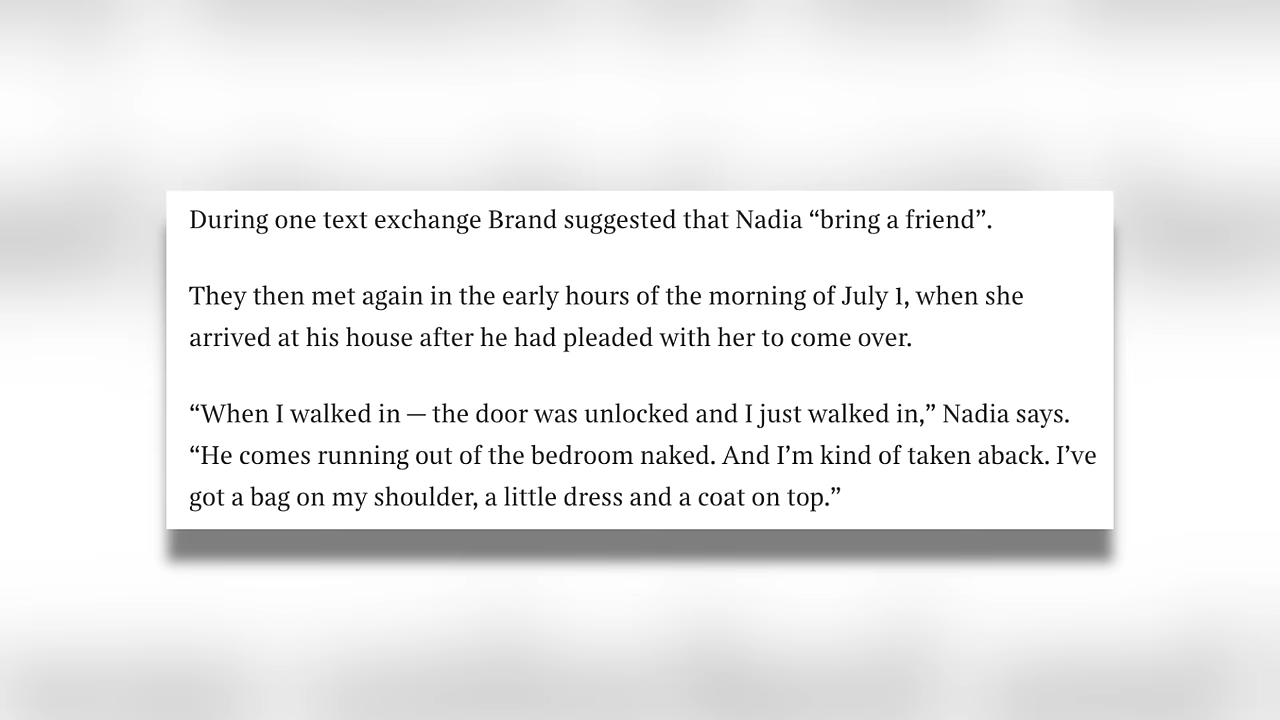 During one text exchange Brand suggested that Nadia “bring a friend”.
They then met again in the early hours of the morning of July 1, when she
arrived at his house after he had pleaded with her to come over.
“When I walked in — the door was unlocked and I just walked in,” Nadia says.
“He comes running out of the bedroom naked. And I’m kind of taken aback. I’ve
got a bag on my shoulder, a little dress and a coat on top.”